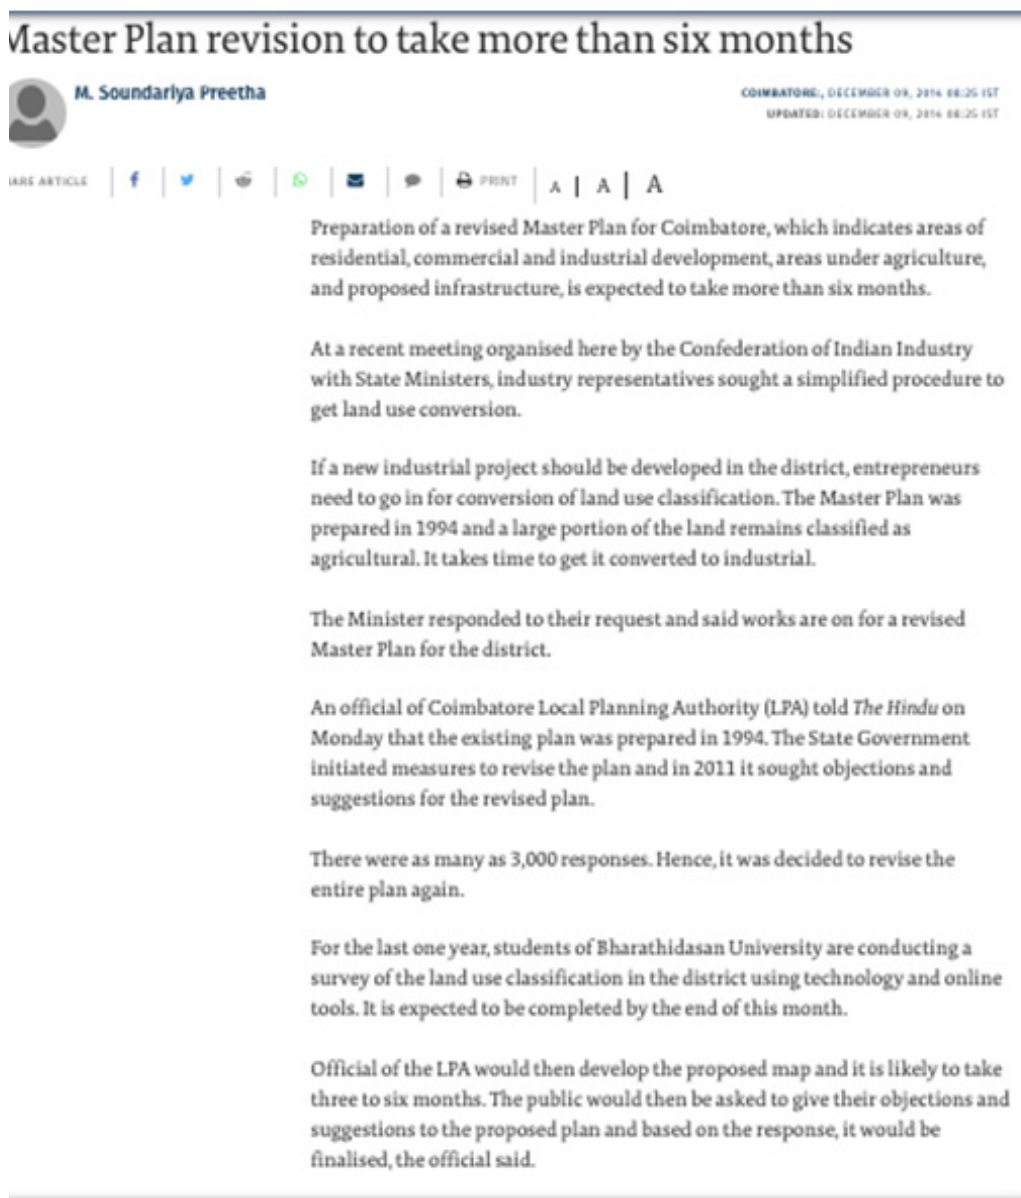 Master Plan revision to take more than six months
M. Soundariya Preetha
COIMBATORE:, DECEMBER 09, 2014 08:25 IST
UPDATED: DECEMBER 09, 2014 08:25 IST
ARE ARTICLE
PRINT
A | A | A
Preparation of a revised Master Plan for Coimbatore, which indicates areas of
residential, commercial and industrial development, areas under agriculture,
and proposed infrastructure, is expected to take more than six months.
At a recent meeting organised here by the Confederation of Indian Industry
with State Ministers, industry representatives sought a simplified procedure to
get land use conversion.
If a new industrial project should be developed in the district, entrepreneurs
need to go in for conversion of land use classification. The Master Plan was
prepared in 1994 and a large portion of the land remains classified as
agricultural. It takes time to get it converted to industrial.
The Minister responded to their request and said works are on for a revised
Master Plan for the district.
An official of Coimbatore Local Planning Authority (LPA) told The Hindu on
Monday that the existing plan was prepared in 1994. The State Government
initiated measures to revise the plan and in 2011 it sought objections and
suggestions for the revised plan.
There were as many as 3,000 responses. Hence, it was decided to revise the
entire plan again.
For the last one year, students of Bharathidasan University are conducting a
survey of the land use classification in the district using technology and online
tools. It is expected to be completed by the end of this month.
Official of the LPA would then develop the proposed map and it is likely to take
three to six months. The public would then be asked to give their objections and
suggestions to the proposed plan and based on the response, it would be
finalised, the official said.